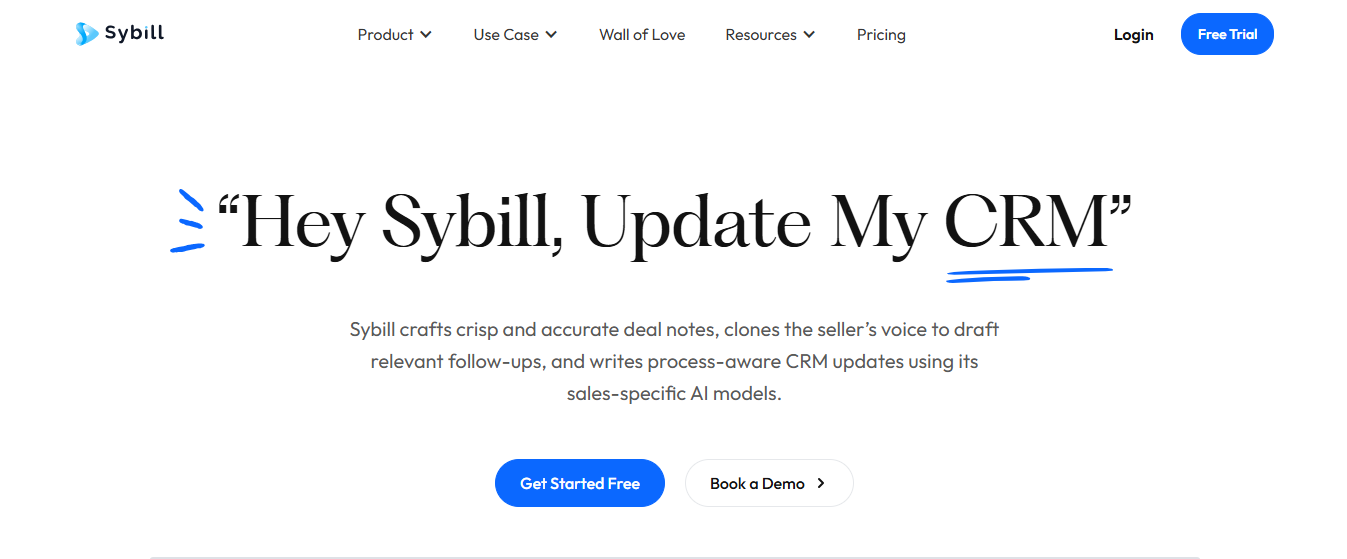 Sybill
Product
Use Case
Wall of Love
Resources
Pricing
Login
Free Trial
“Hey Sybill, Update My CRM”
Sybill crafts crisp and accurate deal notes, clones the seller’s voice to draft
relevant follow-ups, and writes process-aware CRM updates using its
sales-specific AI models.
Get Started Free
Book a Demo